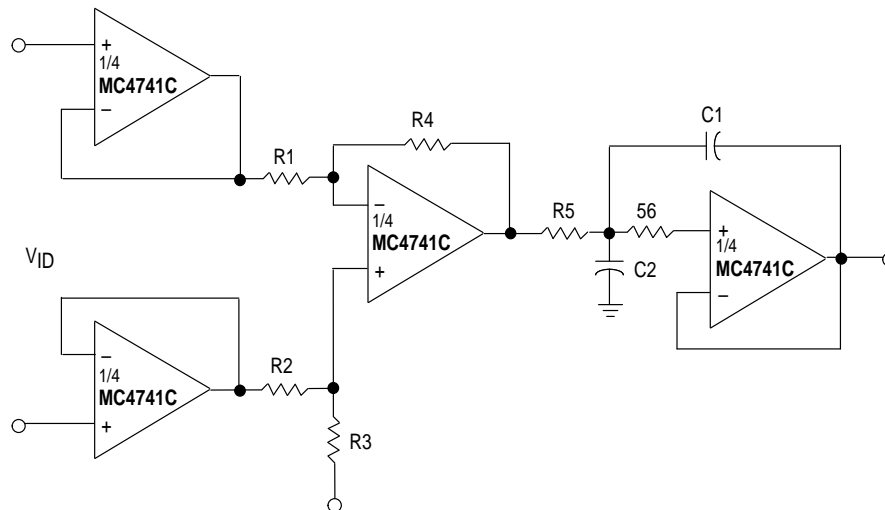 +
1/4
MC4741C
−
R1
R4
−
1/4
MC4741C
+
C1
R5
56
C2
+
1/4
MC4741C
−
VID
−
1/4
MC4741C
+
R2
R3